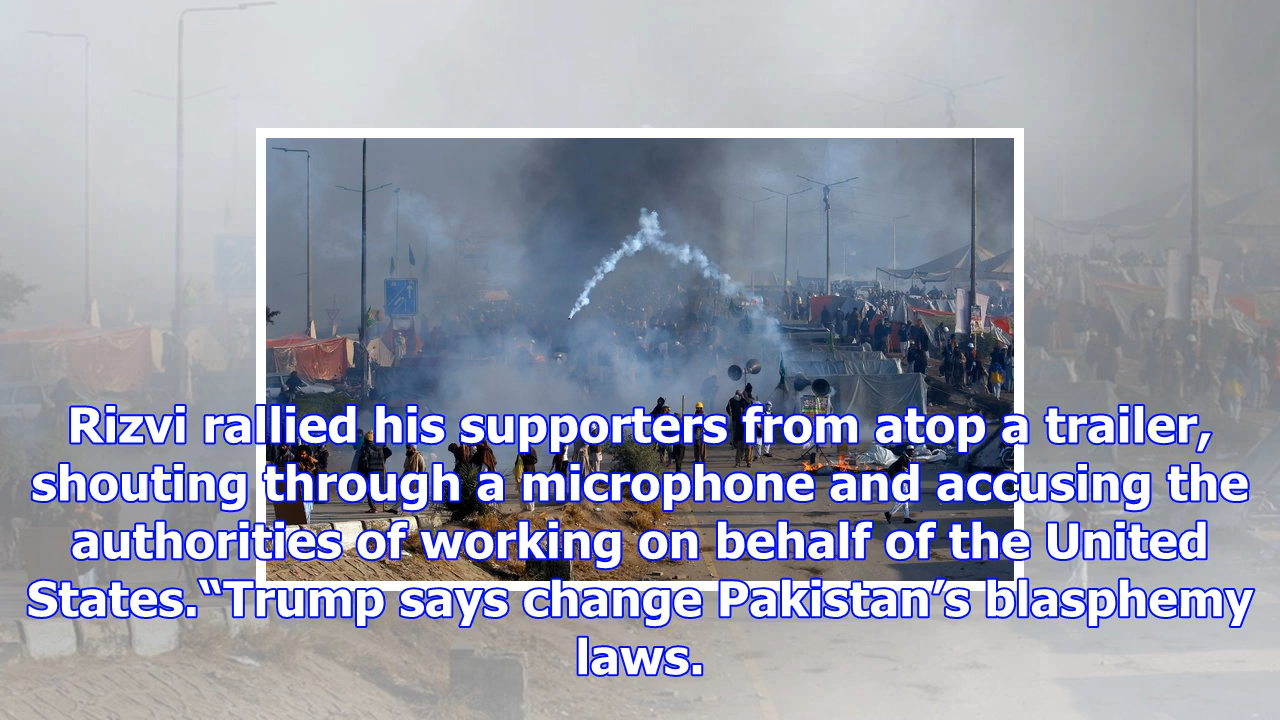 Rizvi rallied his supporters from atop a trailer,
shouting through a microphone and accusing the
authorities of working on behalf of the United
States.“Trump says change Pakistan’s blasphemy
laws.